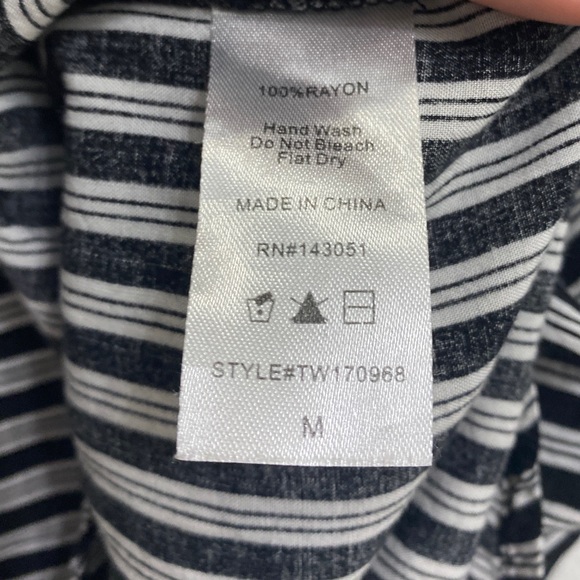 100%RAYON
Hand Wash
Do Not Bleach
Flat Dry
MADE IN CHINA
RN#143051
STYLE#TW170968
M